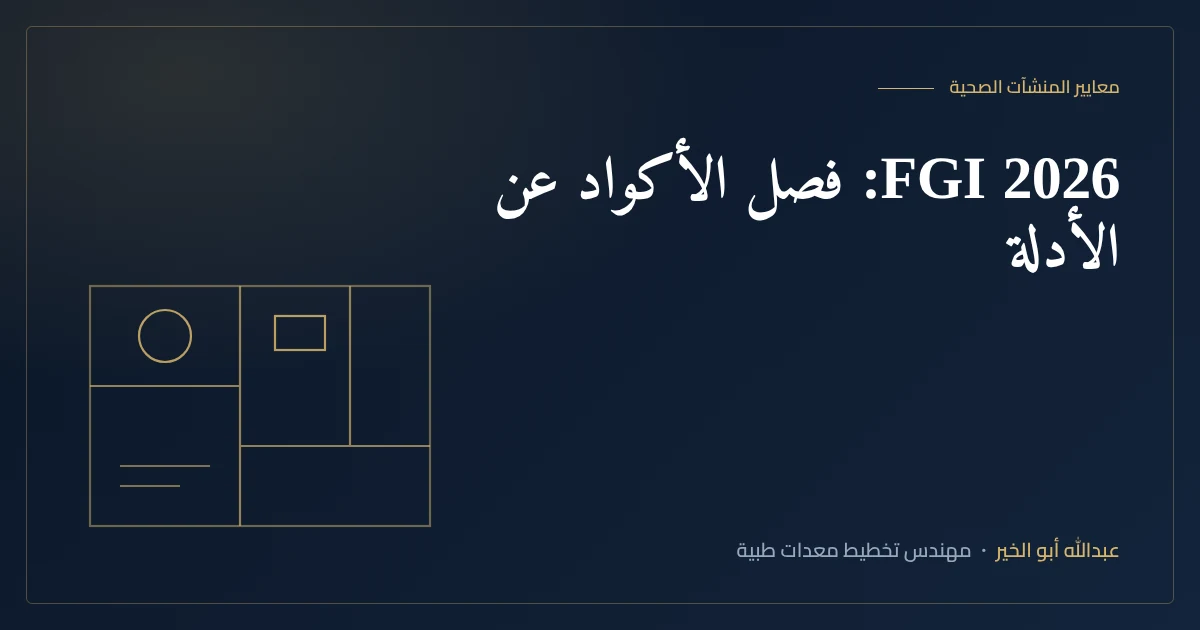 معايير المنشآت الصحية
FGI 2026: فصل الأكواد عن
الأدلة
عبدالله أبو الخير · مهندس تخطيط معدات طبية